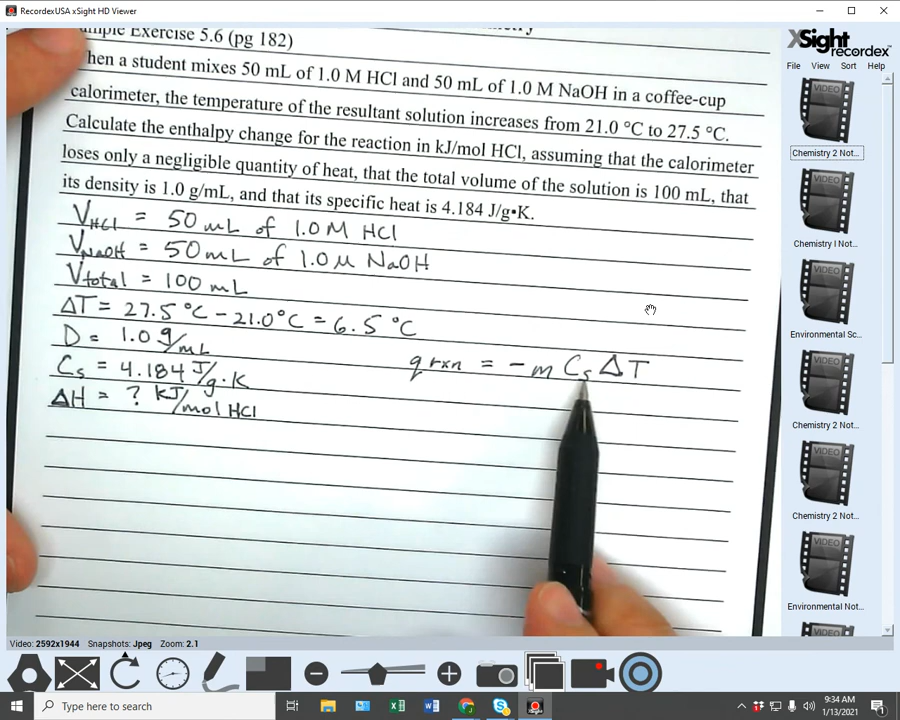 RecordexUSA xSight HD Viewer
Exercise 5.6 (pg 182)
hen a student mixes 50 mL of 1.0 M HCl and 50 mL of 1.0 M NaOH in a coffee-cup
calorimeter, the temperature of the resultant solution increases from 21.0 °C to 27.5 °C.
Calculate the enthalpy change for the reaction in kJ/mol HCl, assuming that the calorimeter
loses only a negligible quantity of heat, that the total volume of the solution is 100 mL, that
its density is 1.0 g/mL, and that its specific heat is 4.184 J/g•K.
V_HCl = 50 mL of 1.0 M HCl
V_NaOH = 50 mL of 1.0 M NaOH
V_total = 100 mL
ΔT = 27.5 °C - 21.0 °C = 6.5 °C
D = 1.0 g/mL
Cs = 4.184 J/g·K
q rxn = -m Cs ΔT
ΔH = ? kJ/mol HCl
xSight
recordex
File View Sort Help
Chemistry 2 Not...
Chemistry I Not...
Environmental Sc...
Chemistry 2 Not...
Chemistry 2 Not...
Environmental Not...
Video: 2592x1944 Snapshots: Jpeg Zoom: 2.1
Type here to search
9:34 AM
1/13/2021